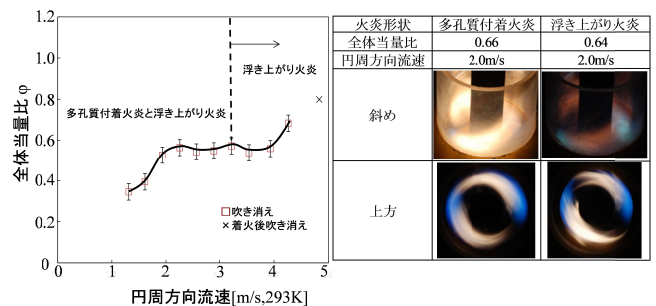 全体当量比 φ
1.2
1.0
0.8
0.6
0.4
0.2
0
0
1
2
3
4
5
円周方向流速[m/s,293K]
浮き上がり火炎
多孔質付着火炎と浮き上がり火炎
吹き消え
× 着火後吹き消え
火炎形状 多孔質付着火炎 浮き上がり火炎
全体当量比 0.66 0.64
円周方向流速 2.0m/s 2.0m/s
斜め
上方